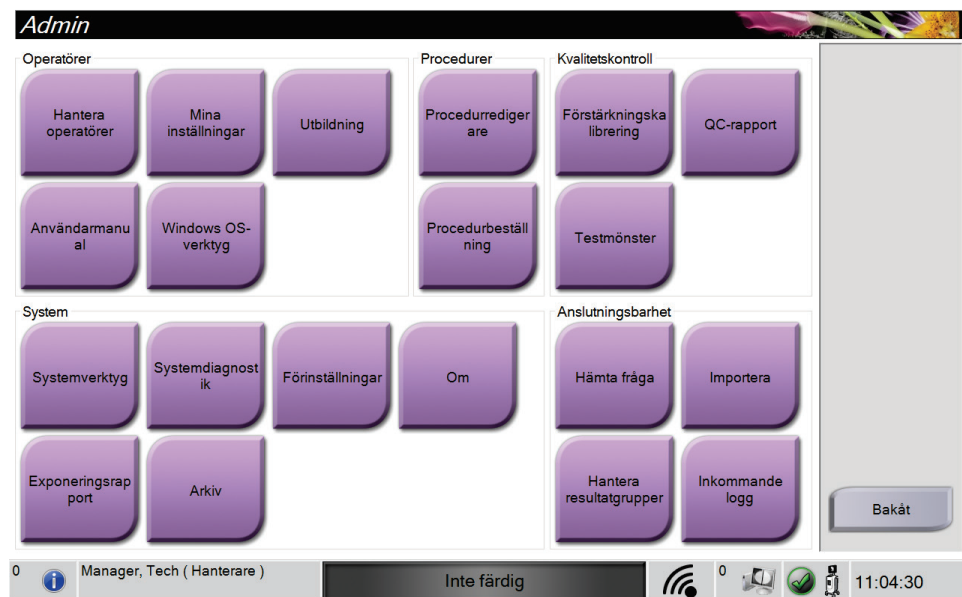 Admin
Operatörer
Hantera
operatörer
Mina
inställningar
Utbildning
Användarmanu
al
Windows OS-
verktyg
Procedurer
Procedurrediger
are
Procedurbeställ
ning
Kvalitetskontroll
Förstärkningska
librering
QC-rapport
Testmönster
System
Systemverktyg
Systemdiagnost
ik
Förinställningar
Om
Exponeringsrap
port
Arkiv
Anslutningsbarhet
Hämta fråga
Importera
Hantera
resultatgrupper
Inkommande
logg
Bakåt
0
Manager, Tech ( Hanterare )
Inte färdig
0
11:04:30